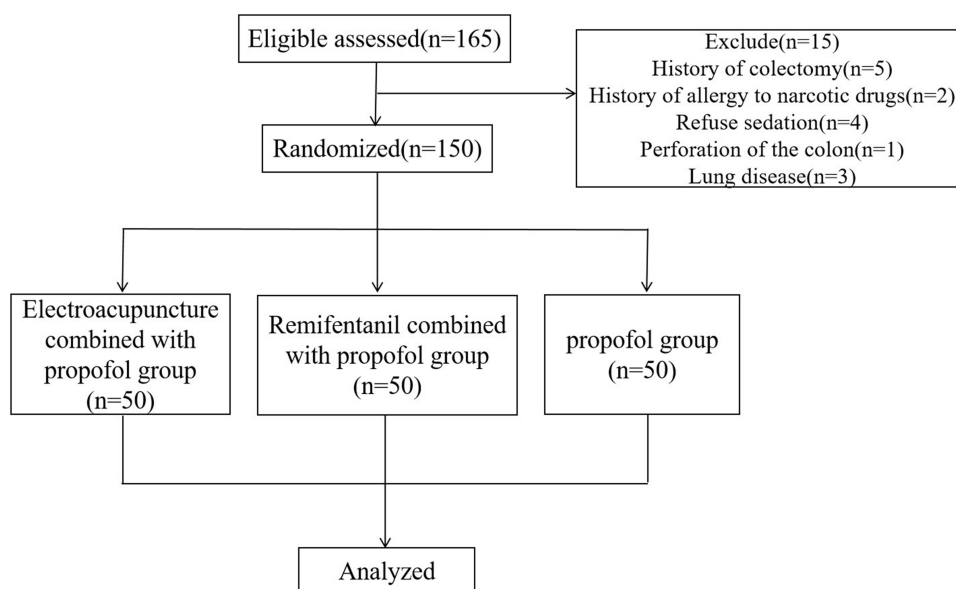 Eligible assessed(n=165)
Exclude(n=15)
History of colectomy(n=5)
History of allergy to narcotic drugs(n=2)
Refuse sedation(n=4)
Perforation of the colon(n=1)
Lung disease(n=3)
Randomized(n=150)
Electroacupuncture
combined with
propofol group
(n=50)
Remifentanil combined
with propofol group
(n=50)
propofol group
(n=50)
Analyzed